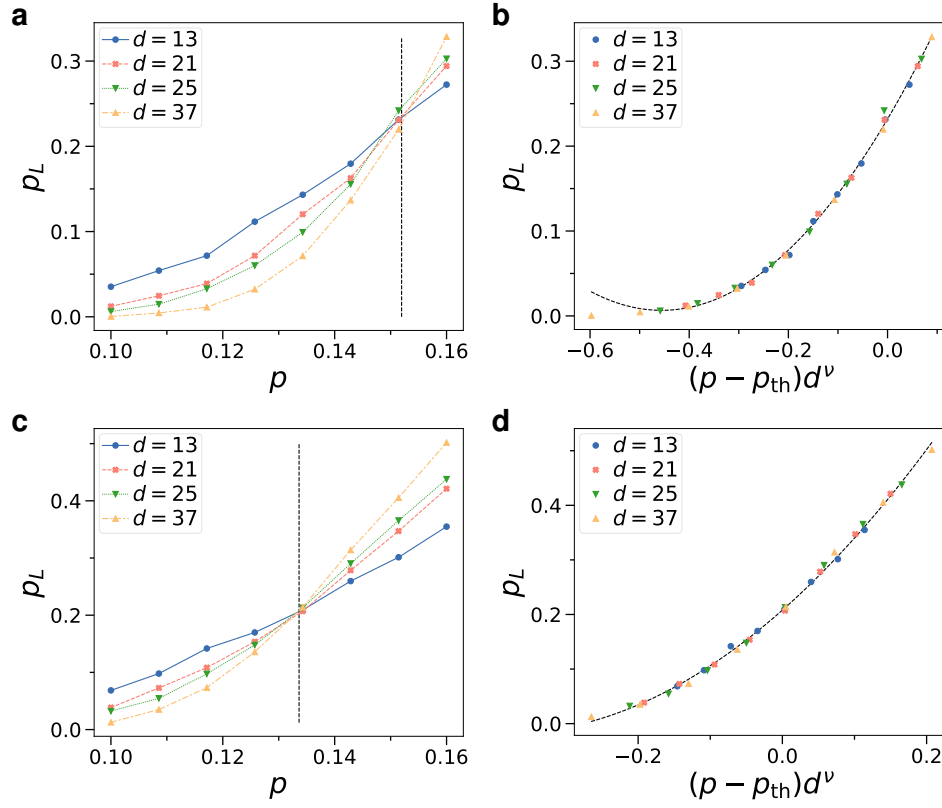 a
d = 13
d = 21
d = 25
d = 37
0.3
0.2
0.1
0.0
p_L
0.10
0.12
0.14
0.16
p
b
d = 13
d = 21
d = 25
d = 37
0.3
0.2
0.1
0.0
p_L
−0.6
−0.4
−0.2
0.0
(p − p_th)d^ν
c
d = 13
d = 21
d = 25
d = 37
0.4
0.2
0.0
p_L
0.10
0.12
0.14
0.16
p
d
d = 13
d = 21
d = 25
d = 37
0.4
0.2
0.0
p_L
−0.2
0.0
0.2
(p − p_th)d^ν